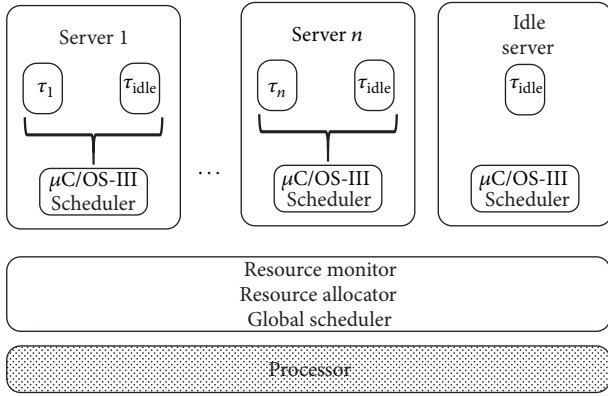 Server 1
τ1
τidle
μC/OS-III
Scheduler
...
Server n
τn
τidle
μC/OS-III
Scheduler
Idle
server
τidle
μC/OS-III
Scheduler
Resource monitor
Resource allocator
Global scheduler
Processor